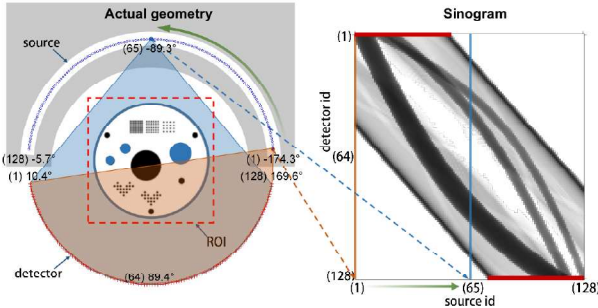 Actual geometry
Sinogram
source
(65) -89.3°
(128) -5.7°
(1) -174.3°
(1) 10.4°
(128) 169.6°
ROI
detector
(64) 89.4°
(1)
detector id
(64)
(128)
(1)
(65)
(128)
source id